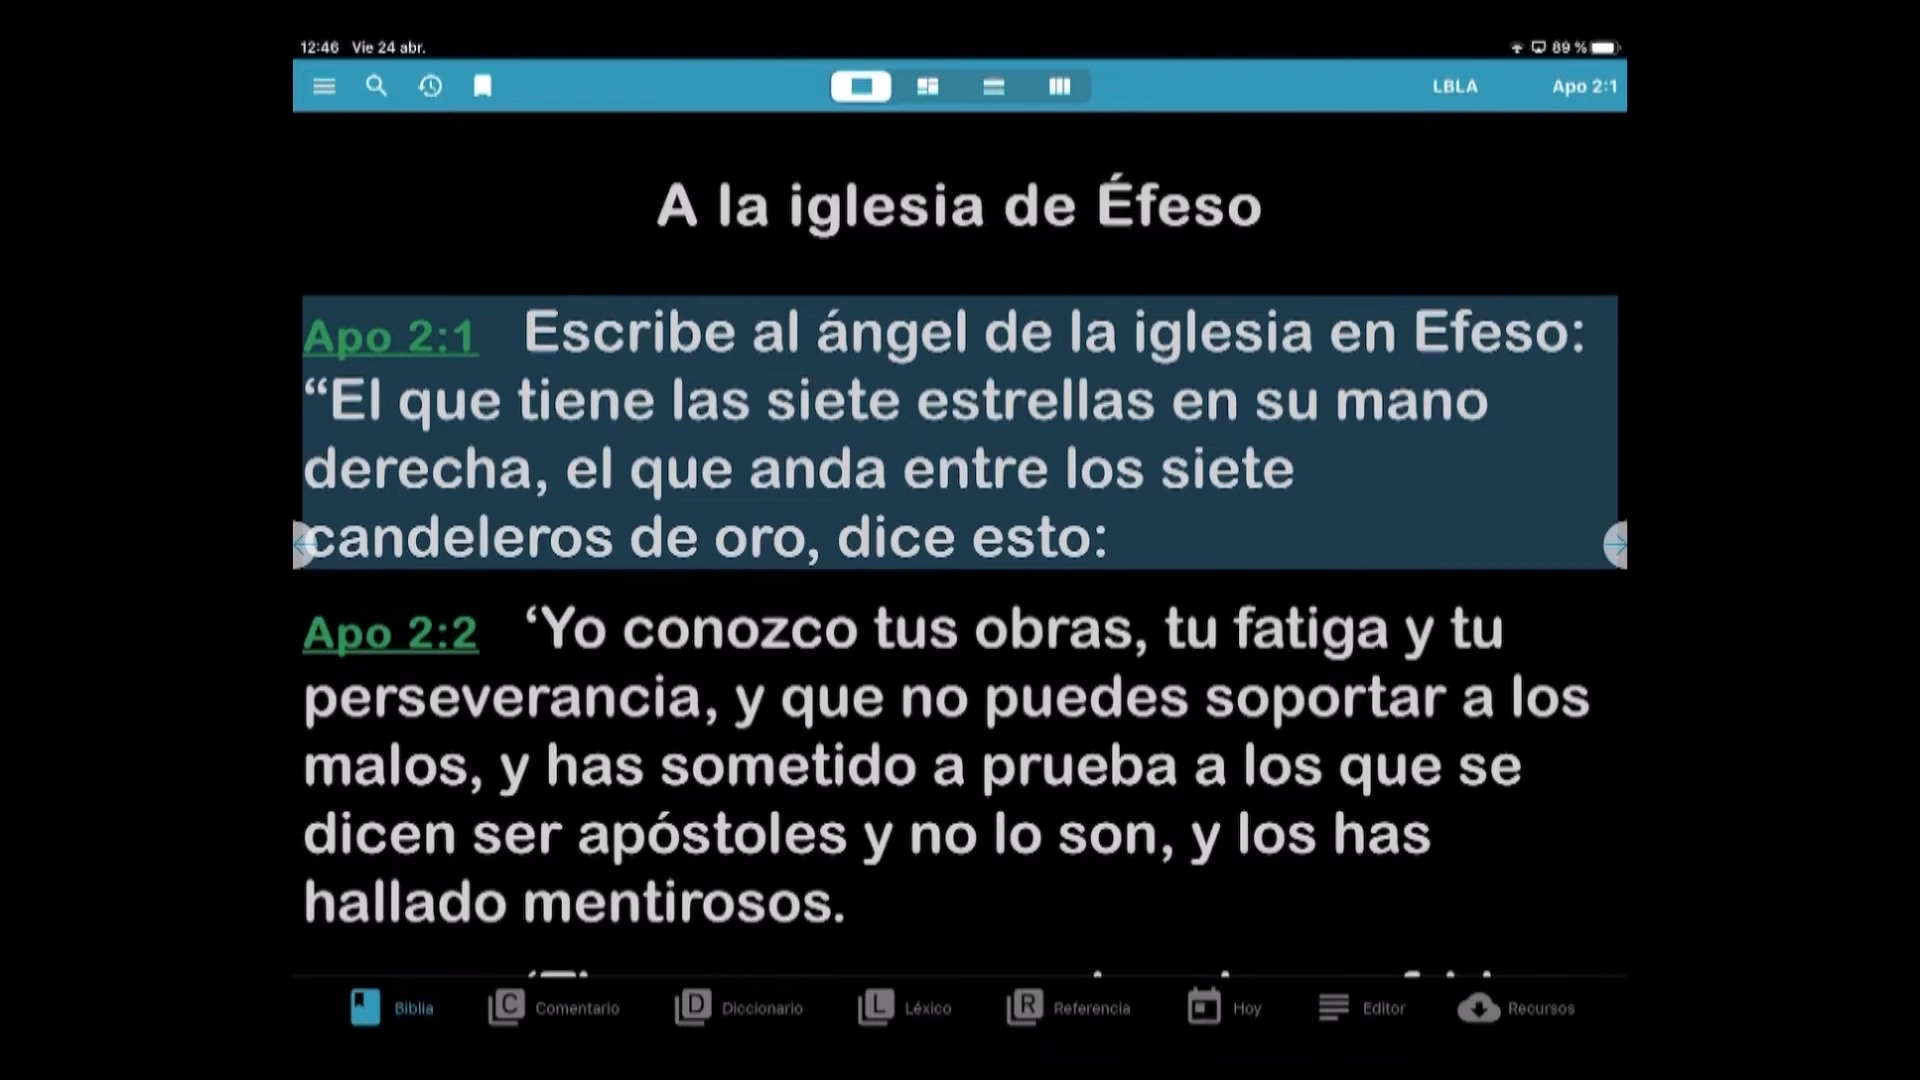 12:46 Vie 24 abr.
89 %
LBLA Apo 2:1
A la iglesia de Éfeso
Apo 2:1 Escribe al ángel de la iglesia en Efeso:
“El que tiene las siete estrellas en su mano
derecha, el que anda entre los siete
candeleros de oro, dice esto:
Apo 2:2 ‘Yo conozco tus obras, tu fatiga y tu
perseverancia, y que no puedes soportar a los
malos, y has sometido a prueba a los que se
dicen ser apóstoles y no lo son, y los has
hallado mentirosos.
Biblia C Comentario D Diccionario L Léxico R Referencia Hoy Editor Recursos